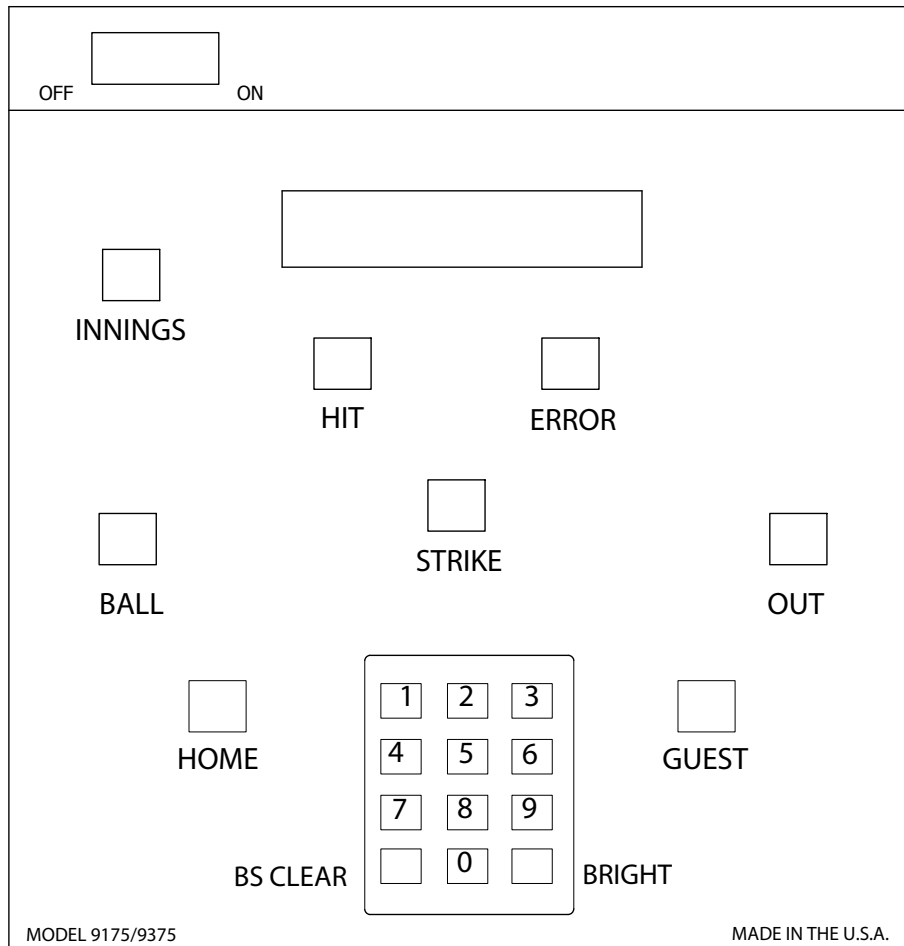 OFF ON
INNINGS
HIT ERROR
STRIKE
BALL OUT
1 2 3
HOME 4 5 6 GUEST
7 8 9
BS CLEAR 0 BRIGHT
MODEL 9175/9375 MADE IN THE U.S.A.